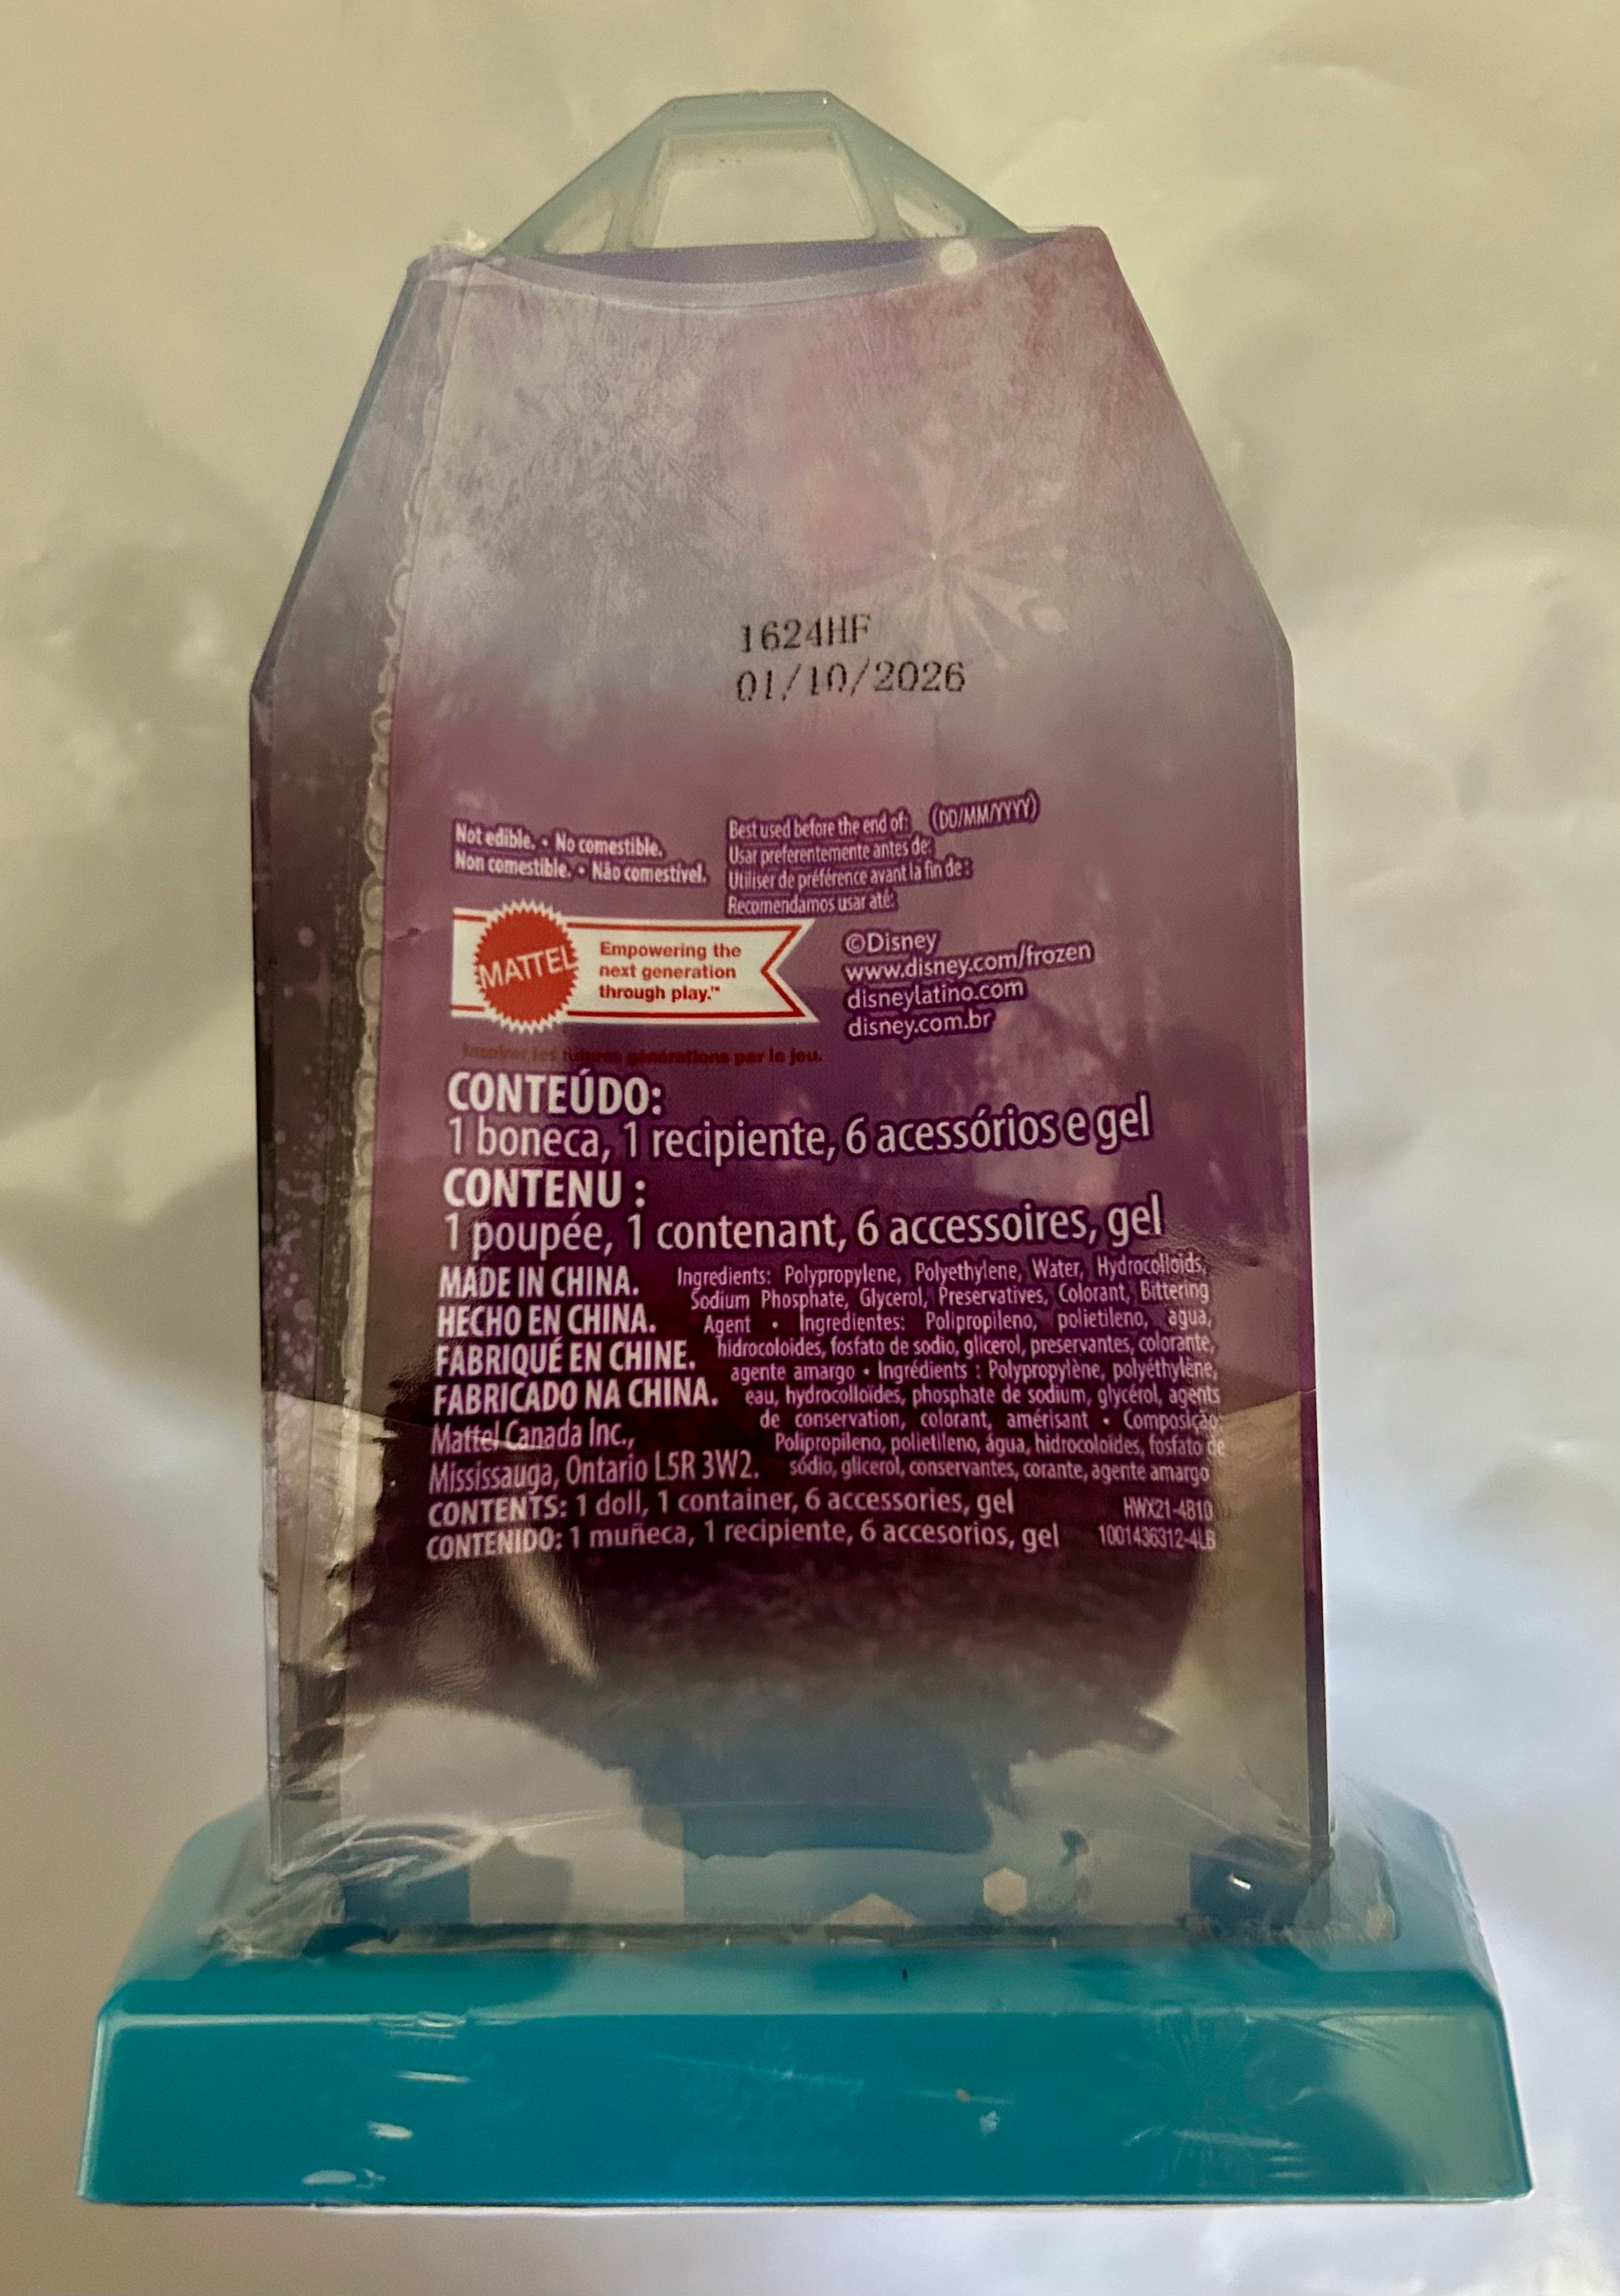 1624HF
01/10/2026
Not edible. • No comestible.
Non comestible. • Não comestível.
Best used before the end of: (DD/MM/YYYY)
Usar preferentemente antes de:
Utiliser de préférence avant la fin de :
Recomendamos usar até:
MATTEL
Empowering the
next generation
through play.™
Inspirer les futures générations par le jeu.
©Disney
www.disney.com/frozen
disneylatino.com
disney.com.br
CONTEÚDO:
1 boneca, 1 recipiente, 6 acessórios e gel
CONTENU :
1 poupée, 1 contenant, 6 accessoires, gel
MADE IN CHINA.
HECHO EN CHINA.
FABRIQUÉ EN CHINE.
FABRICADO NA CHINA.
Mattel Canada Inc.,
Mississauga, Ontario L5R 3W2.
Ingredients: Polypropylene, Polyethylene, Water, Hydrocolloids,
Sodium Phosphate, Glycerol, Preservatives, Colorant, Bittering
Agent • Ingredientes: Polipropileno, polietileno, agua,
hidrocoloides, fosfato de sodio, glicerol, preservantes, colorante,
agente amargo • Ingrédients : Polypropylène, polyéthylène,
eau, hydrocolloïdes, phosphate de sodium, glycérol, agents
de conservation, colorant, amérisant • Composição:
Polipropileno, polietileno, água, hidrocoloides, fosfato de
sódio, glicerol, conservantes, corante, agente amargo
CONTENTS: 1 doll, 1 container, 6 accessories, gel
CONTENIDO: 1 muñeca, 1 recipiente, 6 accesorios, gel
HWX21-4B10
1001436312-4LB